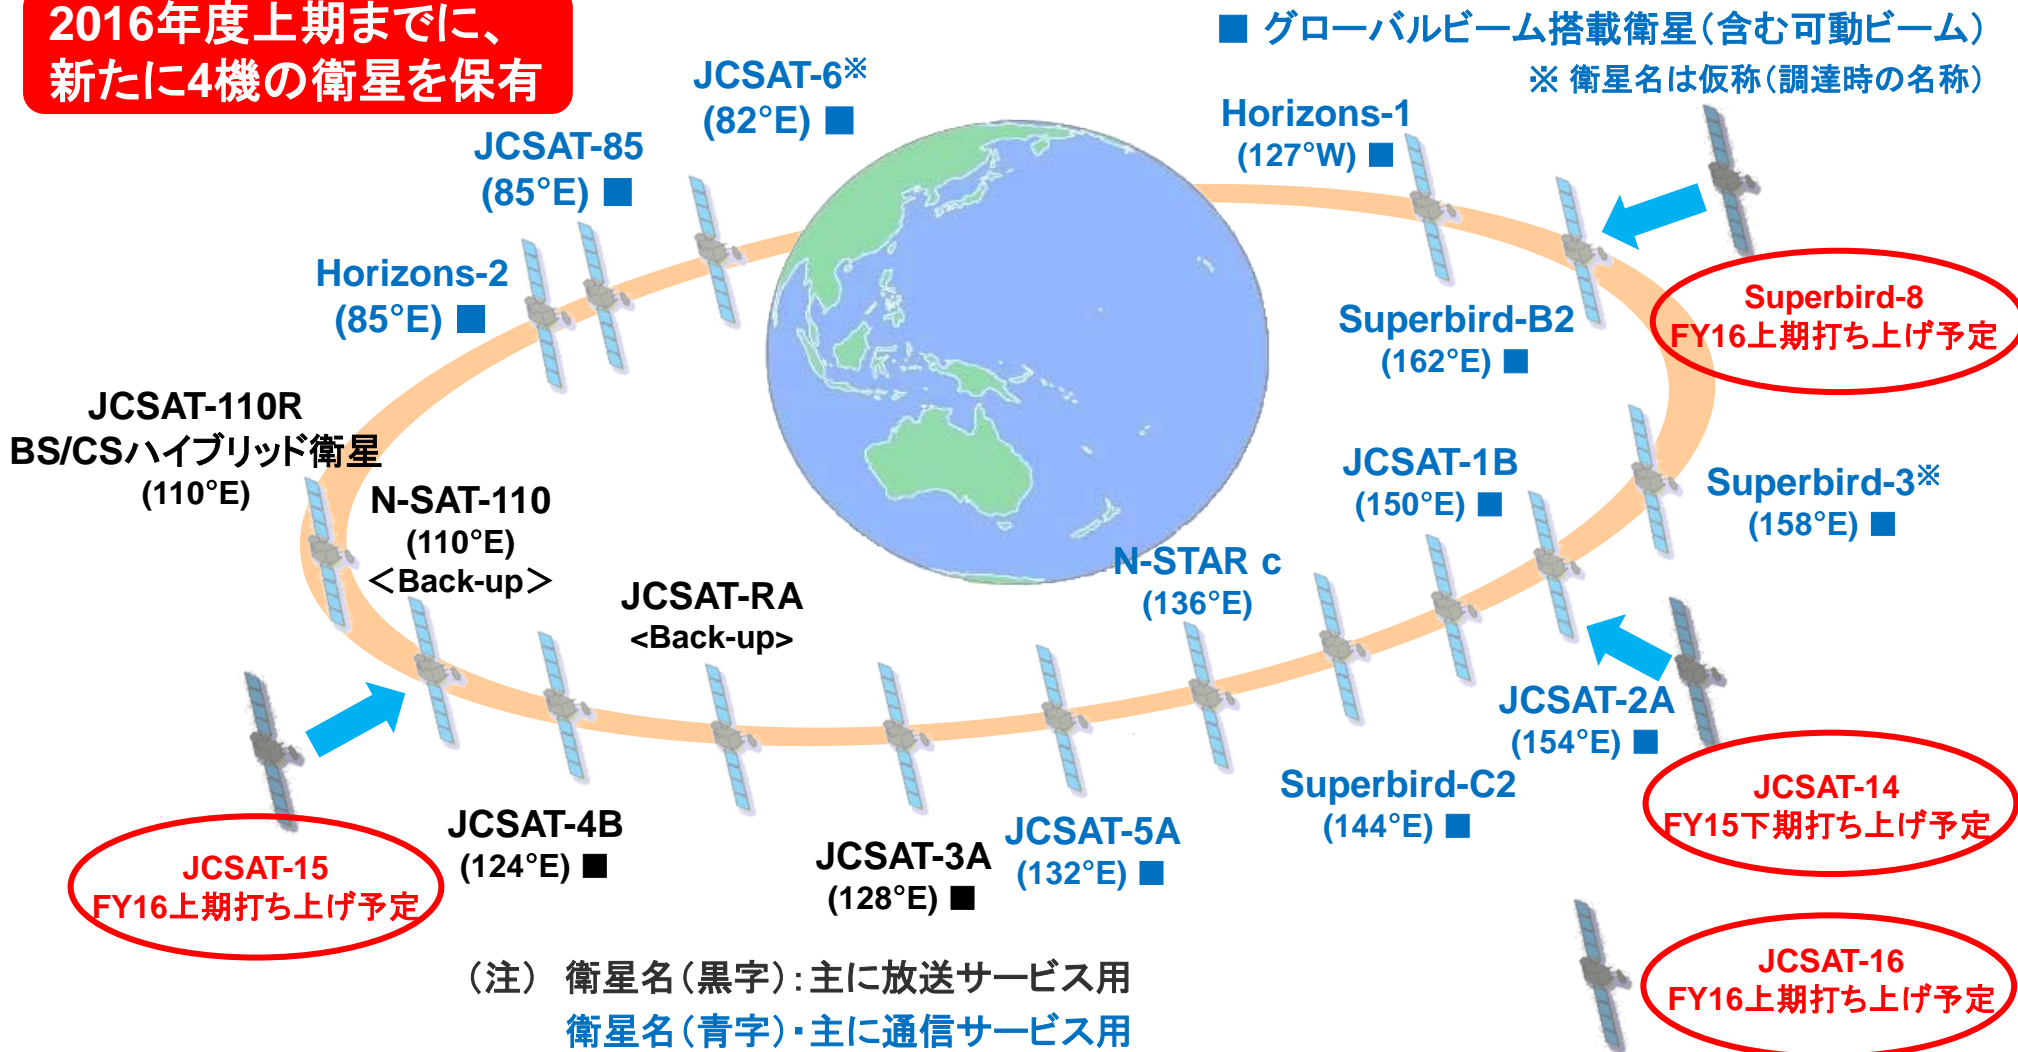 2016年度上期までに、
新たに4機の衛星を保有
■ グローバルビーム搭載衛星（含む可動ビーム）
※ 衛星名は仮称（調達時の名称）
JCSAT-6※
(82°E) ■
JCSAT-85
(85°E) ■
Horizons-2
(85°E) ■
Horizons-1
(127°W) ■
Superbird-B2
(162°E) ■
Superbird-8
FY16上期打ち上げ予定
JCSAT-110R
BS/CSハイブリッド衛星
(110°E)
N-SAT-110
(110°E)
＜Back-up＞
JCSAT-RA
<Back-up>
N-STAR c
(136°E)
JCSAT-1B
(150°E) ■
Superbird-3※
(158°E) ■
JCSAT-2A
(154°E) ■
Superbird-C2
(144°E) ■
JCSAT-14
FY15下期打ち上げ予定
JCSAT-15
FY16上期打ち上げ予定
JCSAT-4B
(124°E) ■
JCSAT-3A
(128°E) ■
JCSAT-5A
(132°E) ■
JCSAT-16
FY16上期打ち上げ予定
（注） 衛星名（黒字）：主に放送サービス用
衛星名（青字）・主に通信サービス用